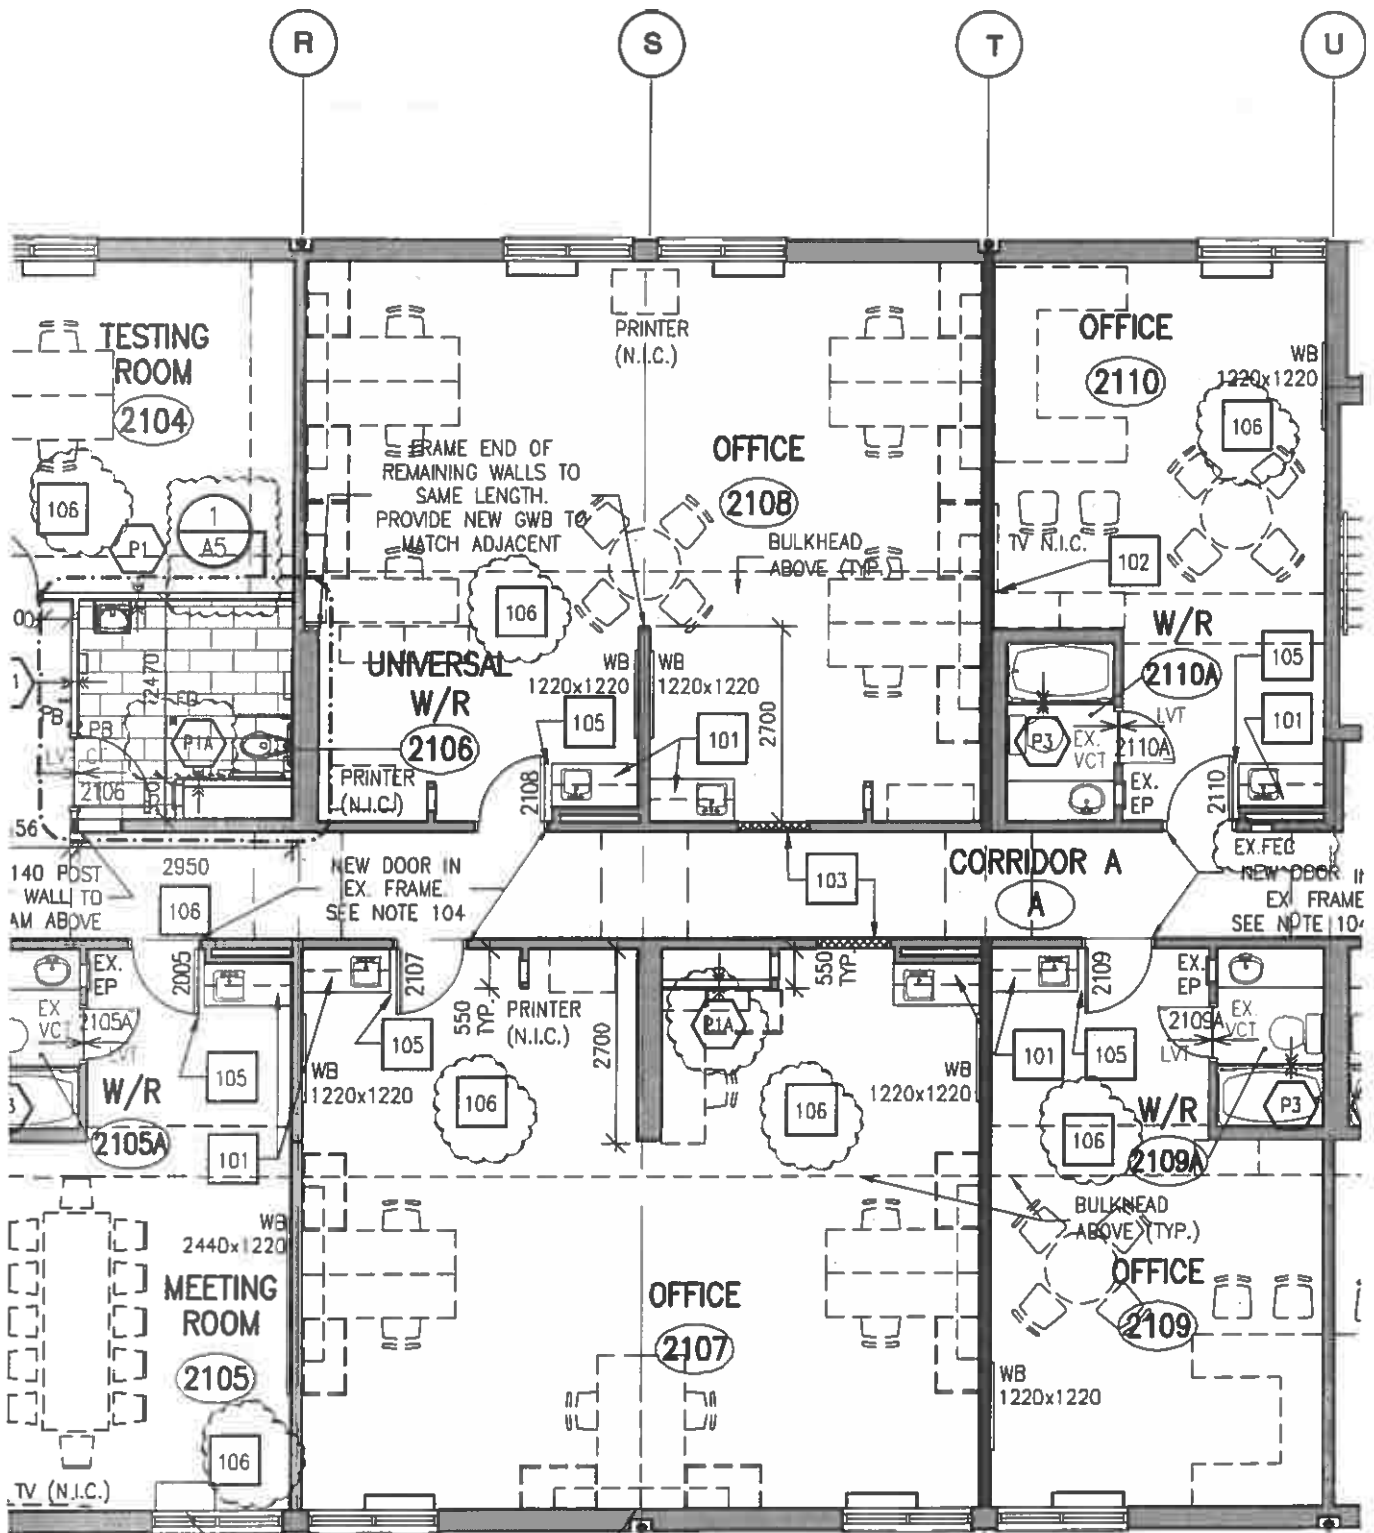 R
S
T
U
TESTING
ROOM
2104
106
P1
1
A5
PRINTER
(N.I.C.)
FRAME END OF
REMAINING WALLS TO
SAME LENGTH.
PROVIDE NEW GWB TO
MATCH ADJACENT
OFFICE
2108
BULKHEAD
ABOVE (TYP.)
106
OFFICE
2110
WB
1220x1220
106
TV N.I.C.
102
W/R
2110A
105
101
LVT
P3
EX.
VCT
2110A
EX.
EP
2110
EX.FEC
UNIVERSAL
W/R
2106
WB
1220x1220
WB
1220x1220
105
101
2700
PRINTER
(N.I.C.)
2108
2470
1
PB
PB
P1A
2106
2950
140 POST
WALL TO
AM ABOVE
106
NEW DOOR IN
EX. FRAME.
SEE NOTE 104
103
CORRIDOR A
A
NEW DOOR IN
EX FRAME
SEE NOTE 104
EX.
EP
2005
2105A
LVT
W/R
2105A
105
101
2107
105
550
TYP.
PRINTER
(N.I.C.)
2700
P1A
550
TYP.
WB
1220x1220
106
106
WB
1220x1220
2109
101
105
EX.
EP
2109A
EX.
VCT
LVT
P3
W/R
2109A
106
BULKHEAD
ABOVE (TYP.)
OFFICE
2109
WB
1220x1220
WB
2440x1220
MEETING
ROOM
2105
106
TV (N.I.C.)
OFFICE
2107